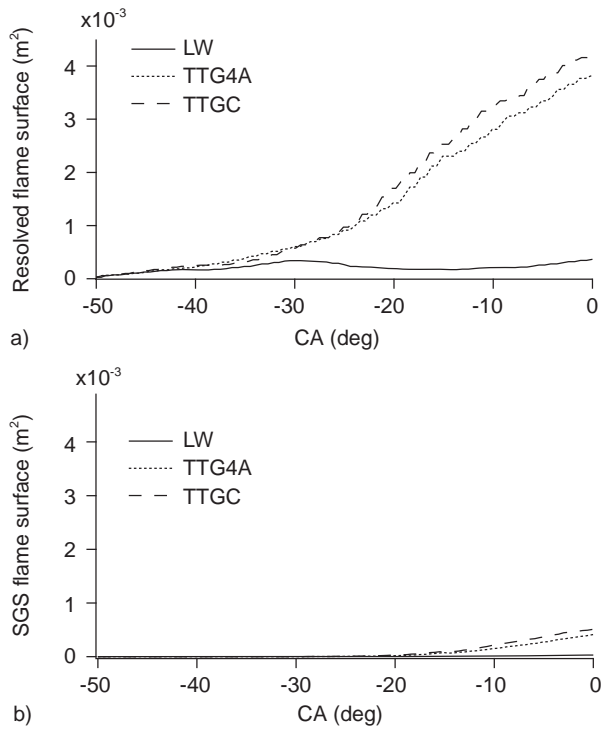 x10-3
Resolved flame surface (m2)
LW
TTG4A
TTGC
4
3
2
1
0
-50 -40 -30 -20 -10 0
CA (deg)
a)
x10-3
SGS flame surface (m2)
LW
TTG4A
TTGC
4
3
2
1
0
-50 -40 -30 -20 -10 0
CA (deg)
b)